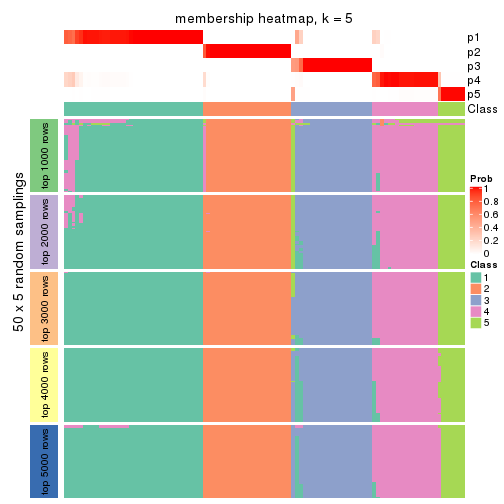 membership heatmap, k = 5
p1
p2
p3
p4
p5
Class
50 x 5 random samplings
top 1000 rows
top 2000 rows
top 3000 rows
top 4000 rows
top 5000 rows
Prob
1
0.8
0.6
0.4
0.2
0
Class
1
2
3
4
5